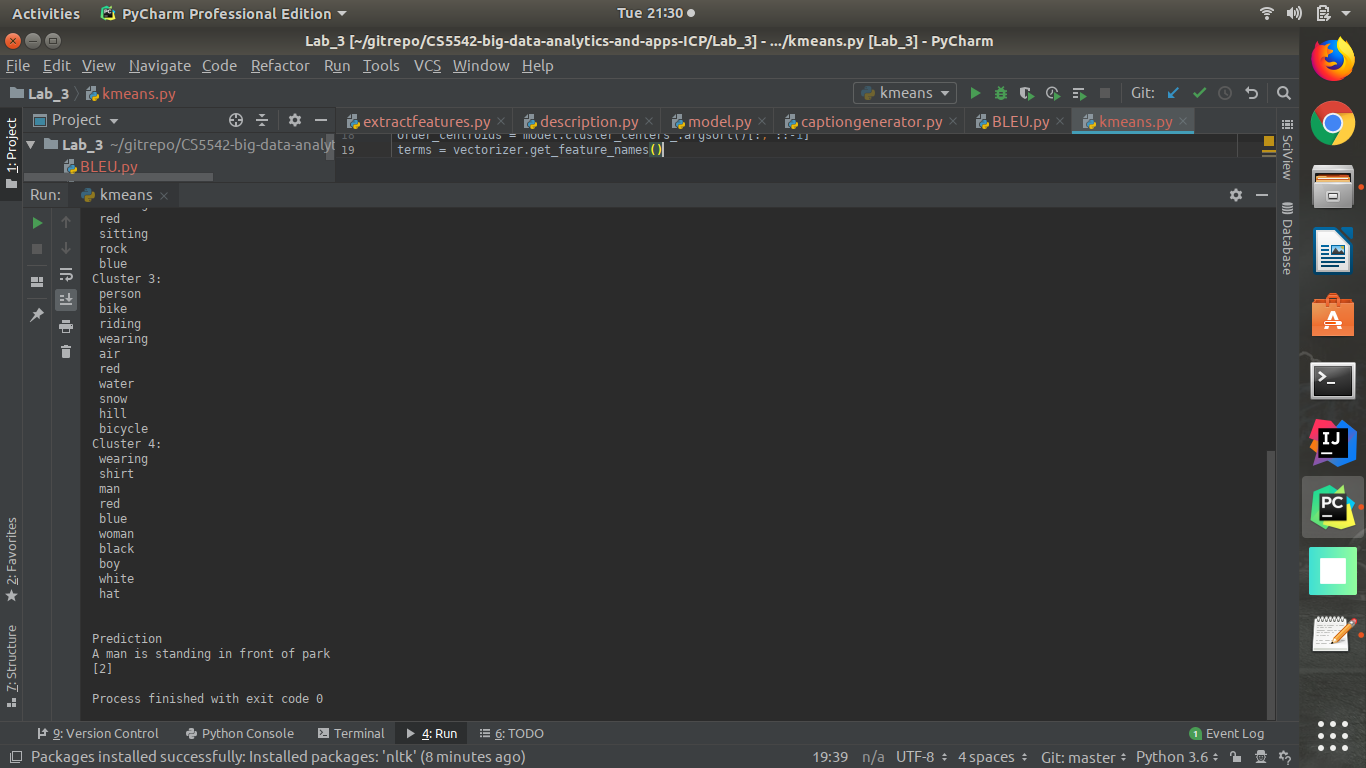 Activities PyCharm Professional Edition Tue 21:30
Lab_3 [~/gitrepo/CS5542-big-data-analytics-and-apps-ICP/Lab_3] - .../kmeans.py [Lab_3] - PyCharm
File Edit View Navigate Code Refactor Run Tools VCS Window Help
Lab_3 kmeans.py kmeans Git:
1: Project
Project
extractfeatures.py description.py model.py captiongenerator.py BLEU.py kmeans.py
Lab_3 ~/gitrepo/CS5542-big-data-analyt
BLEU.py
18 order_centroids = model.cluster_centers_.argsort()[:, ::-1]
19 terms = vectorizer.get_feature_names()
SciView
Database
Run: kmeans
red
sitting
rock
blue
Cluster 3:
person
bike
riding
wearing
air
red
water
snow
hill
bicycle
Cluster 4:
wearing
shirt
man
red
blue
woman
black
boy
white
hat
Prediction
A man is standing in front of park
[2]
Process finished with exit code 0
2: Favorites
7: Structure
9: Version Control Python Console Terminal 4: Run 6: TODO 1 Event Log
Packages installed successfully: Installed packages: 'nltk' (8 minutes ago) 19:39 n/a UTF-8 4 spaces Git: master Python 3.6
A
IJ
PC